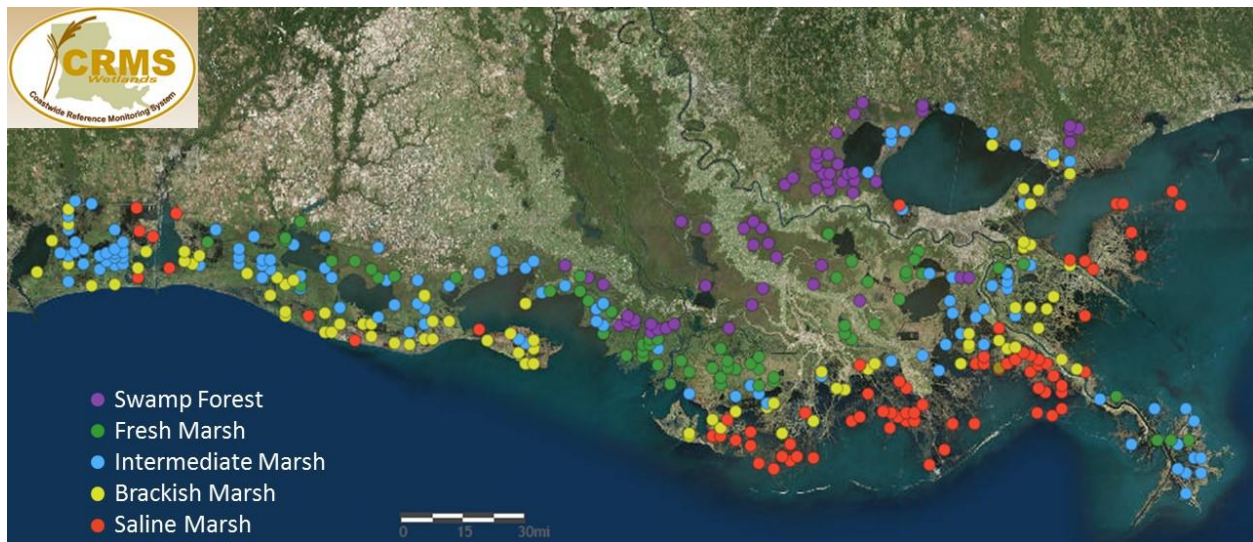 CRMS
Wetlands
Coastwide Reference Monitoring System
Swamp Forest
Fresh Marsh
Intermediate Marsh
Brackish Marsh
Saline Marsh
0 15 30mi